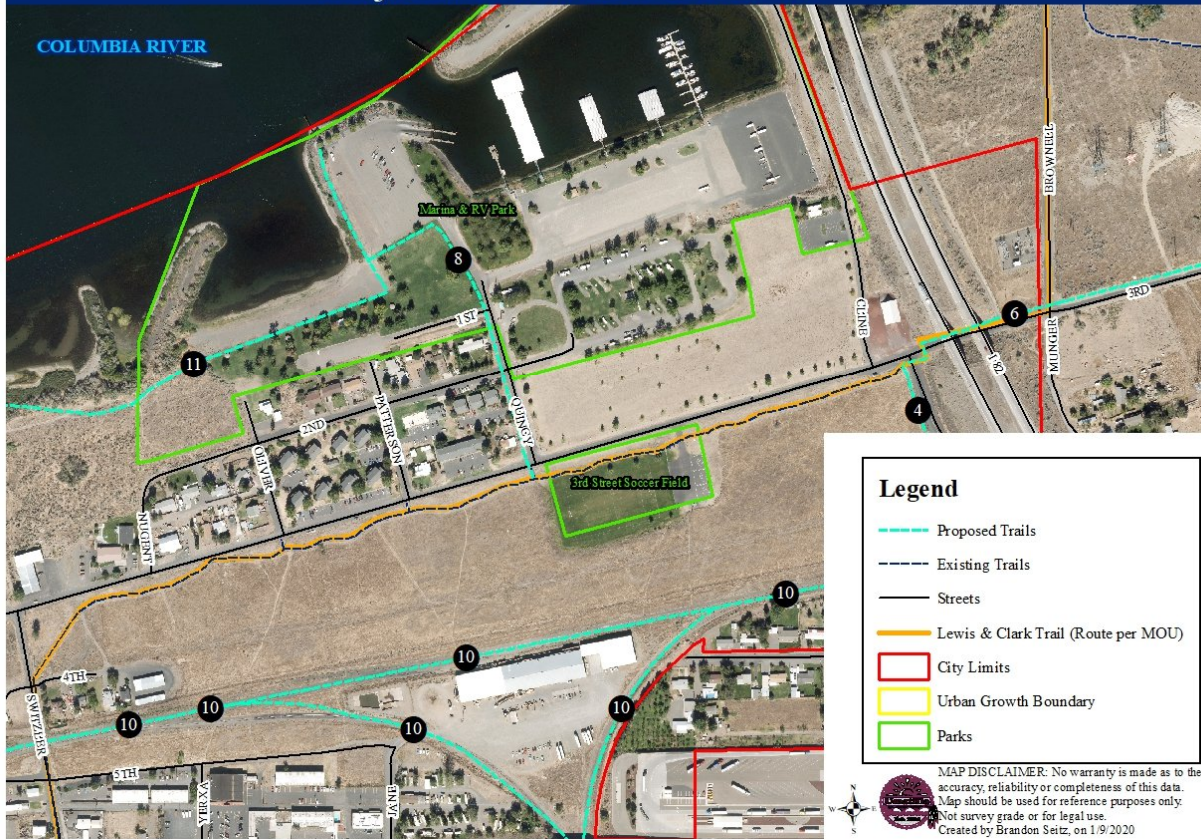 COLUMBIA RIVER
Marina & RV Park
BROWNELL
8
1ST
11
CLINE
6
3RD
I-82
MUNGER
4
2ND
PATTERSON
QUINCY
OLIVER
3rd Street Soccer Field
NUGENT
10
10
10
10
10
10
4TH
SWITZLER
5TH
YERXA
JANE
Legend
Proposed Trails
Existing Trails
Streets
Lewis & Clark Trail (Route per MOU)
City Limits
Urban Growth Boundary
Parks
N
W
E
S
MAP DISCLAIMER: No warranty is made as to the
accuracy, reliability or completeness of this data.
Map should be used for reference purposes only.
Not survey grade or for legal use.
Created by Brandon Seitz, on 1/9/2020